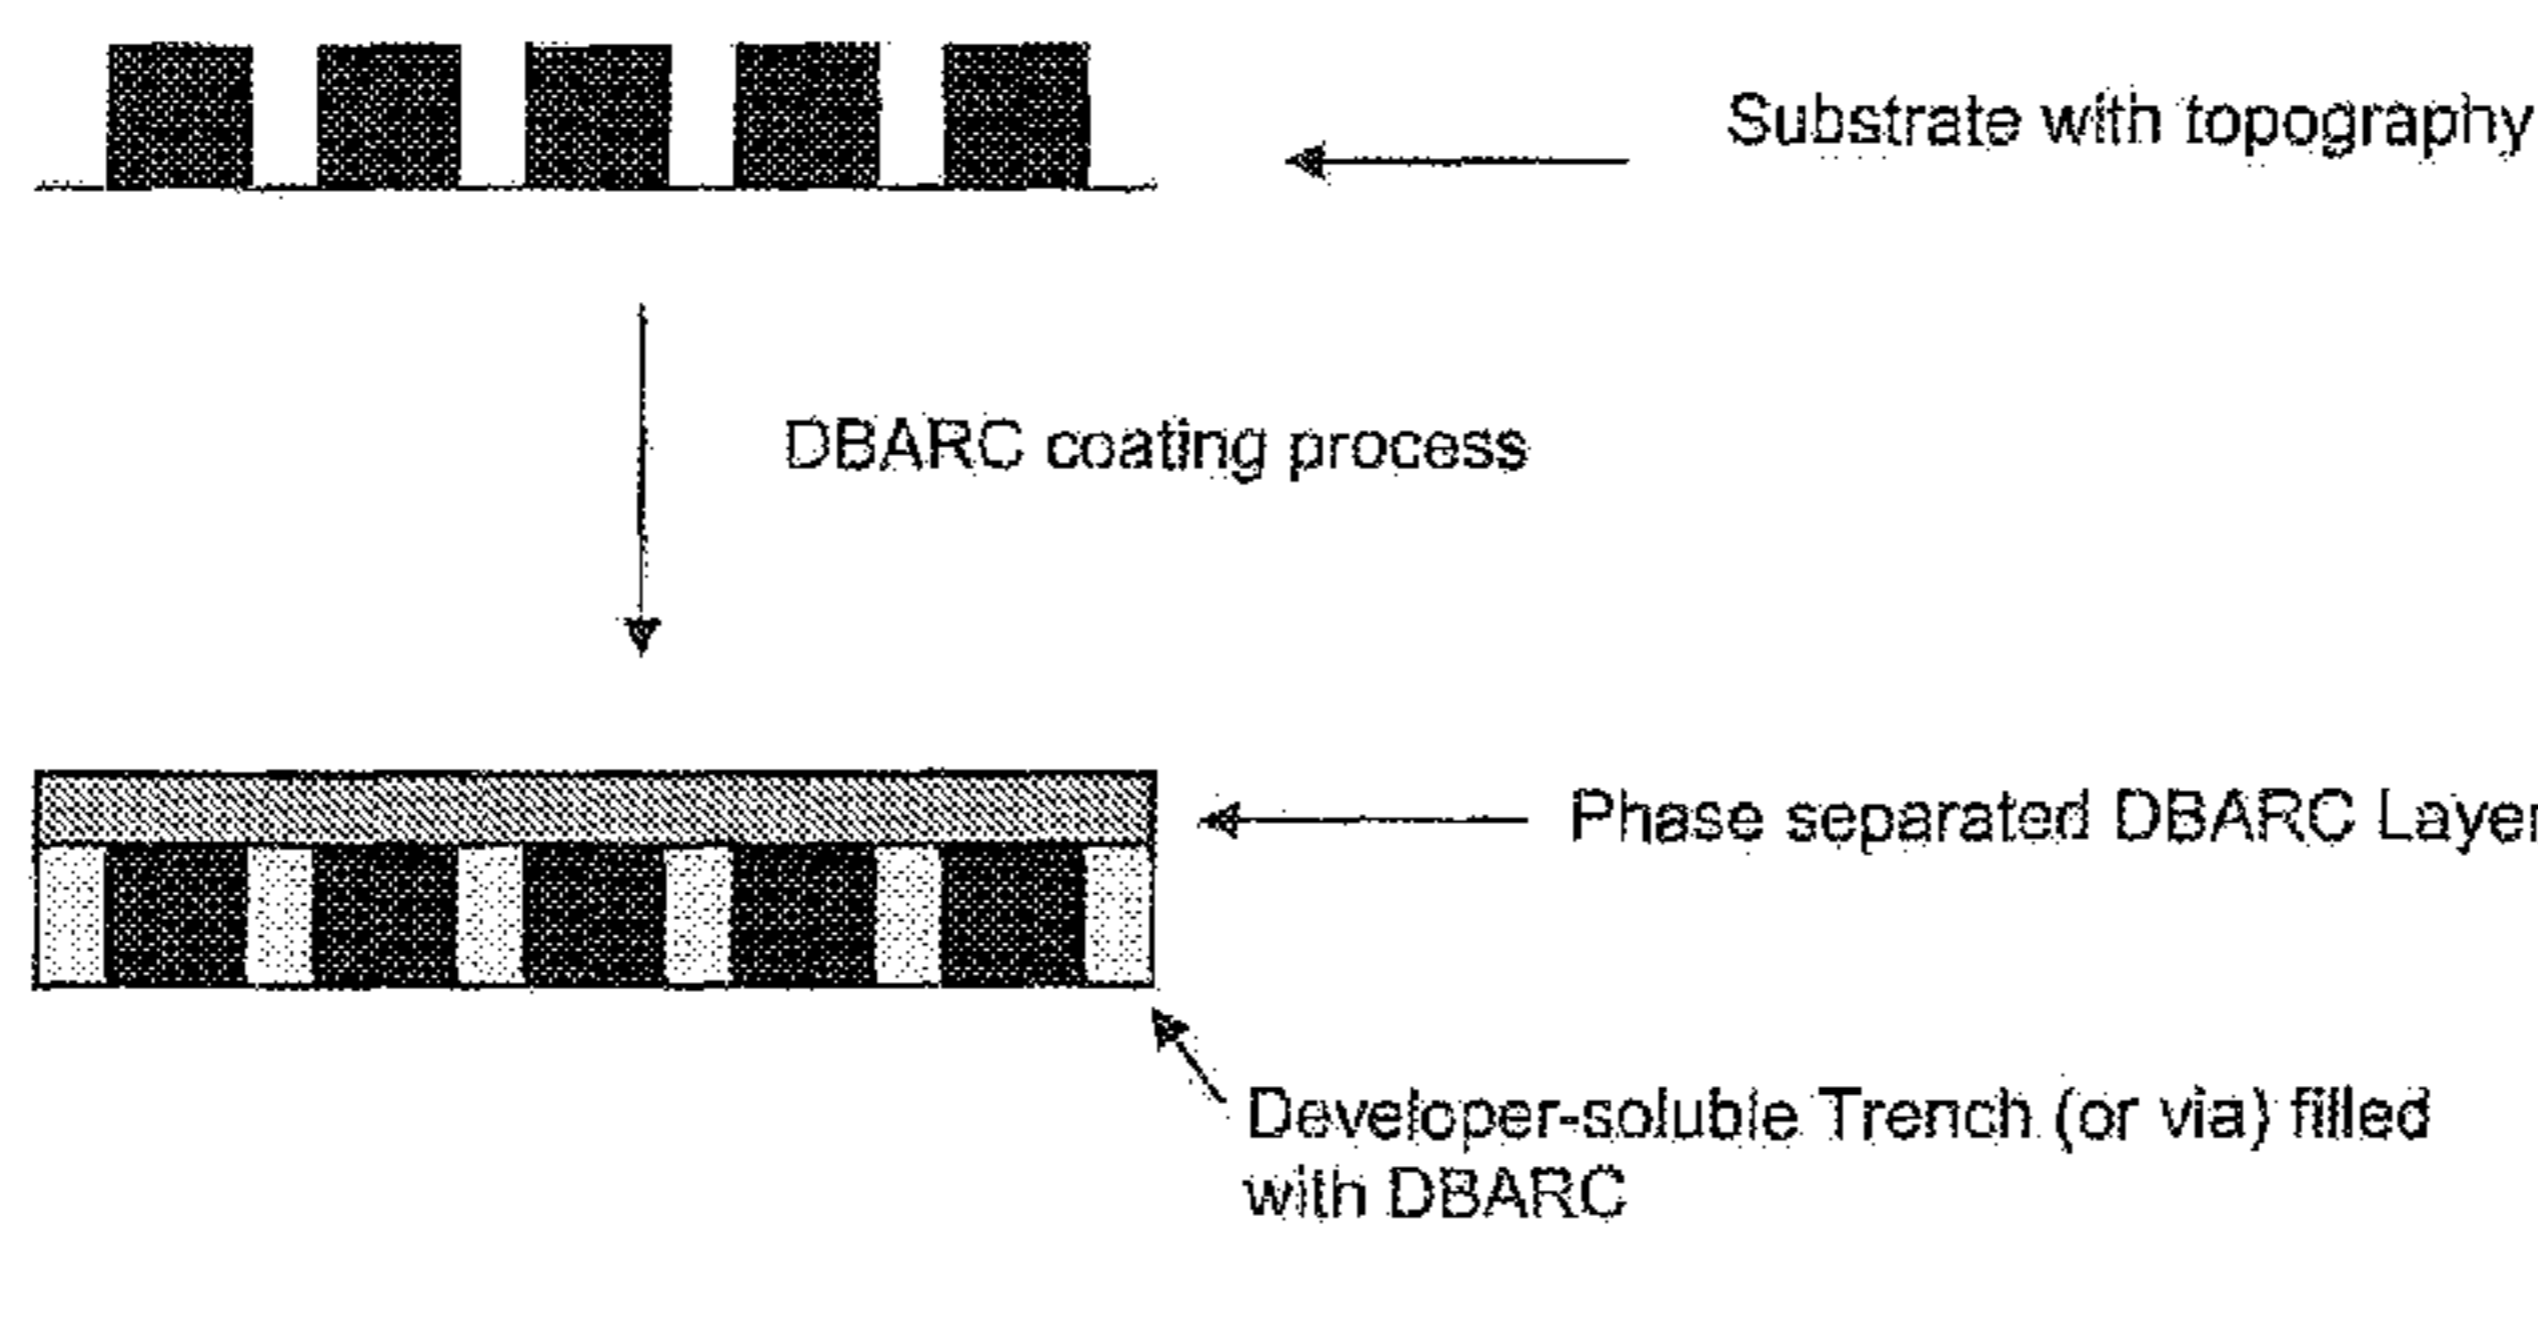 Substrate with topography
DBARC coating process
Phase separated DBARC Layer
Developer-soluble Trench (or via) filled
with DBARC